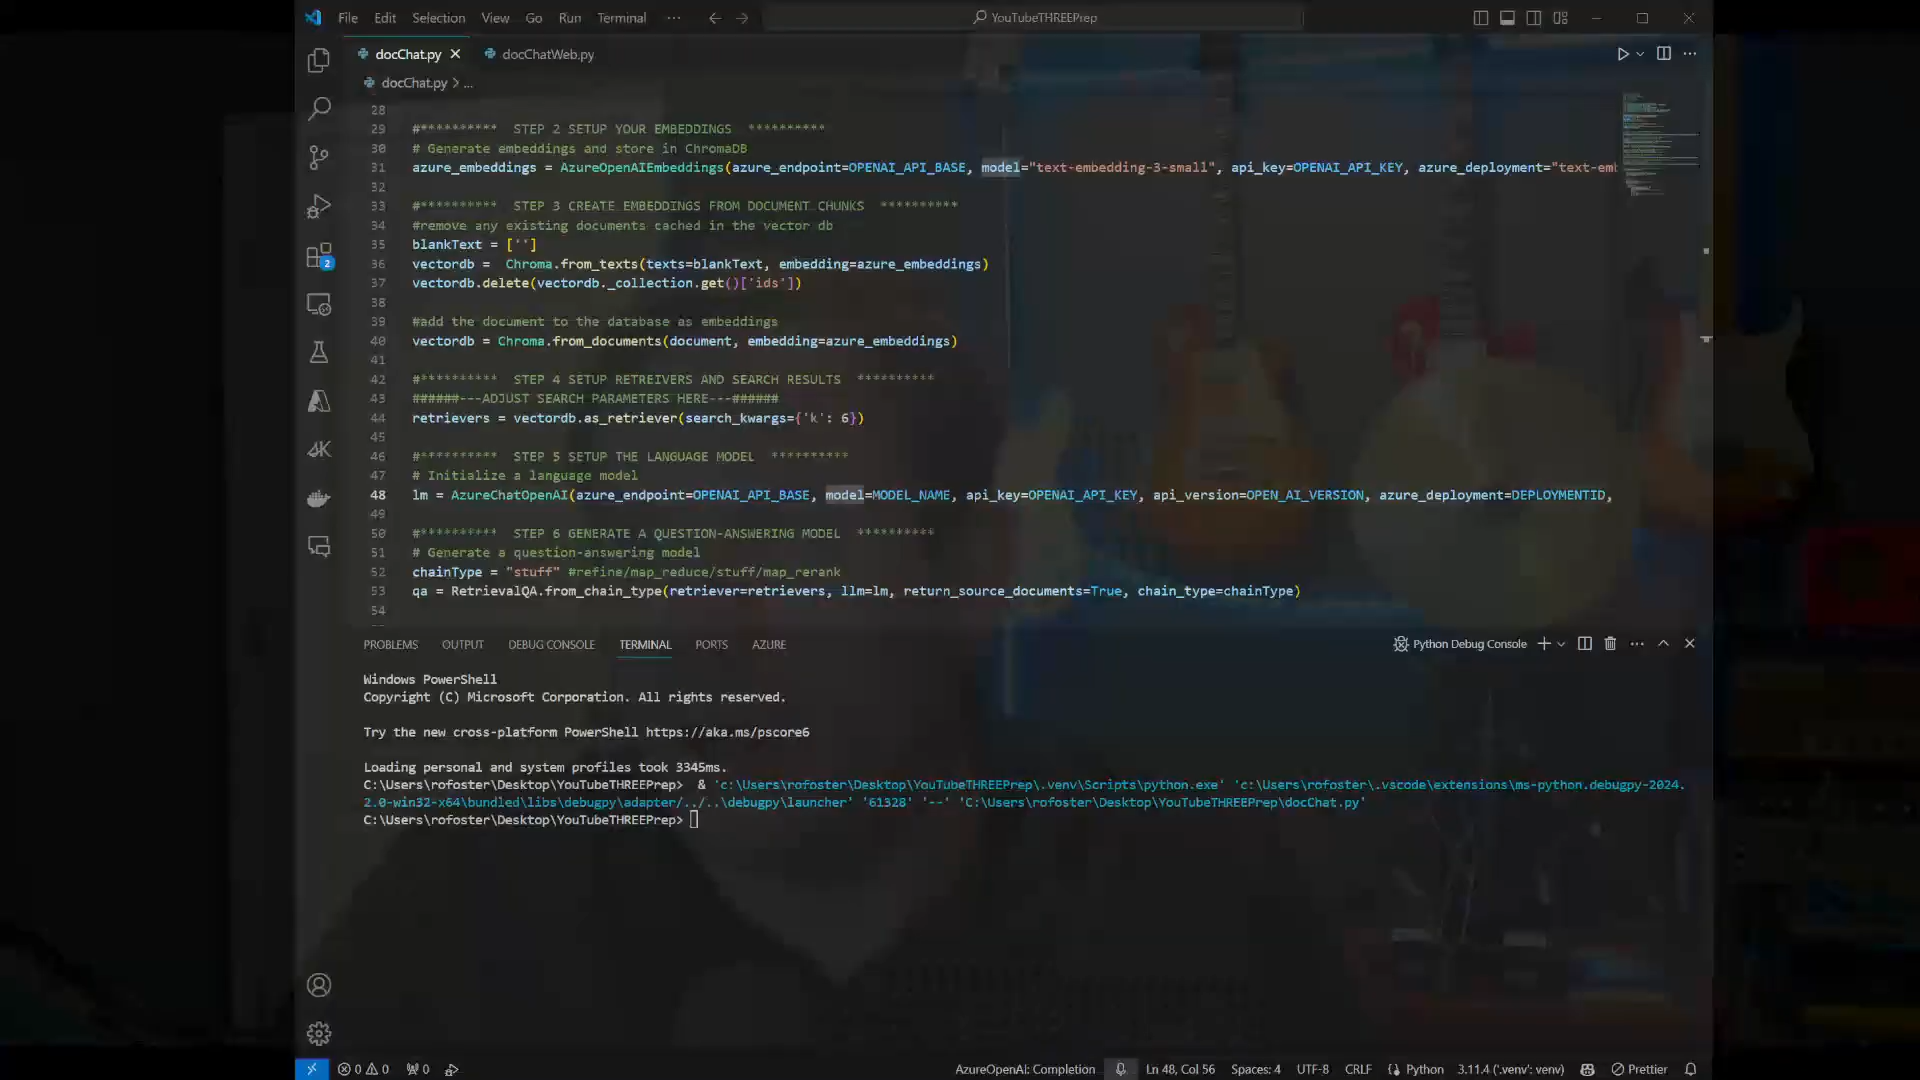 File Edit Selection View Go Run Terminal ··· YouTubeTHREEPrep
docChat.py docChatWeb.py
docChat.py > ...
28
29 #********** STEP 2 SETUP YOUR EMBEDDINGS **********
30 # Generate embeddings and store in ChromaDB
31 azure_embeddings = AzureOpenAIEmbeddings(azure_endpoint=OPENAI_API_BASE, model="text-embedding-3-small", api_key=OPENAI_API_KEY, azure_deployment="text-emb
32
33 #********** STEP 3 CREATE EMBEDDINGS FROM DOCUMENT CHUNKS **********
34 #remove any existing documents cached in the vector db
35 blankText = ['']
36 vectordb = Chroma.from_texts(texts=blankText, embedding=azure_embeddings)
37 vectordb.delete(vectordb._collection.get()['ids'])
38
39 #add the document to the database as embeddings
40 vectordb = Chroma.from_documents(document, embedding=azure_embeddings)
41
42 #********** STEP 4 SETUP RETREIVERS AND SEARCH RESULTS **********
43 ######---ADJUST SEARCH PARAMETERS HERE---######
44 retrievers = vectordb.as_retriever(search_kwargs={'k': 6})
45
46 #********** STEP 5 SETUP THE LANGUAGE MODEL **********
47 # Initialize a language model
48 lm = AzureChatOpenAI(azure_endpoint=OPENAI_API_BASE, model=MODEL_NAME, api_key=OPENAI_API_KEY, api_version=OPEN_AI_VERSION, azure_deployment=DEPLOYMENTID,
49
50 #********** STEP 6 GENERATE A QUESTION-ANSWERING MODEL **********
51 # Generate a question-answering model
52 chainType = "stuff" #refine/map_reduce/stuff/map_rerank
53 qa = RetrievalQA.from_chain_type(retriever=retrievers, llm=lm, return_source_documents=True, chain_type=chainType)
54
2
4K
PROBLEMS OUTPUT DEBUG CONSOLE TERMINAL PORTS AZURE Python Debug Console
Windows PowerShell
Copyright (C) Microsoft Corporation. All rights reserved.
Try the new cross-platform PowerShell https://aka.ms/pscore6
Loading personal and system profiles took 3345ms.
C:\Users\rofoster\Desktop\YouTubeTHREEPrep> & 'c:\Users\rofoster\Desktop\YouTubeTHREEPrep\.venv\Scripts\python.exe' 'c:\Users\rofoster\.vscode\extensions\ms-python.debugpy-2024.
2.0-win32-x64\bundled\libs\debugpy\adapter/../..\debugpy\launcher' '61328' '--' 'C:\Users\rofoster\Desktop\YouTubeTHREEPrep\docChat.py'
C:\Users\rofoster\Desktop\YouTubeTHREEPrep>
0 0 0 AzureOpenAI: Completion Ln 48, Col 56 Spaces: 4 UTF-8 CRLF Python 3.11.4 ('.venv': venv) Prettier